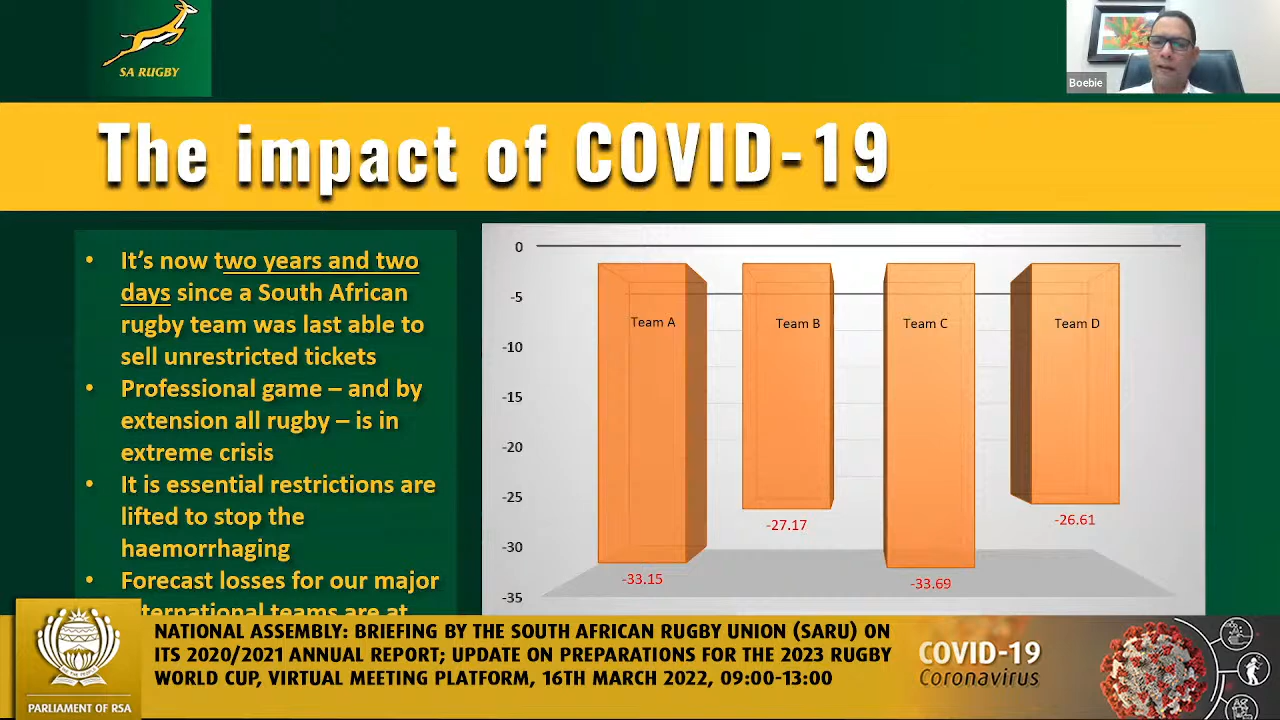 SA RUGBY
Boebie
The impact of COVID-19
• It’s now two years and two
days since a South African
rugby team was last able to
sell unrestricted tickets
• Professional game – and by
extension all rugby – is in
extreme crisis
• It is essential restrictions are
lifted to stop the
haemorrhaging
• Forecast losses for our major
international teams are at
0
-5
-10
-15
-20
-25
-30
-35
Team A
Team B
Team C
Team D
-33.15
-27.17
-33.69
-26.61
PARLIAMENT OF RSA
NATIONAL ASSEMBLY: BRIEFING BY THE SOUTH AFRICAN RUGBY UNION (SARU) ON
ITS 2020/2021 ANNUAL REPORT; UPDATE ON PREPARATIONS FOR THE 2023 RUGBY
WORLD CUP, VIRTUAL MEETING PLATFORM, 16TH MARCH 2022, 09:00-13:00
COVID-19
Coronavirus